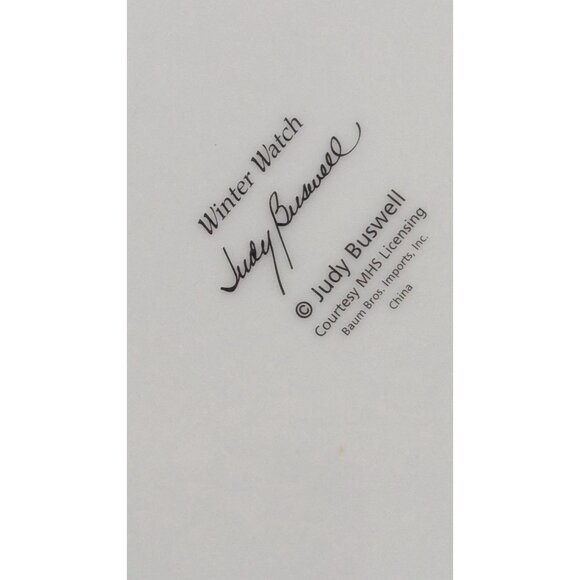 Winter Watch
Judy Buswell
© Judy Buswell
Courtesy MHS Licensing
Baum Bros. Imports, Inc.
China